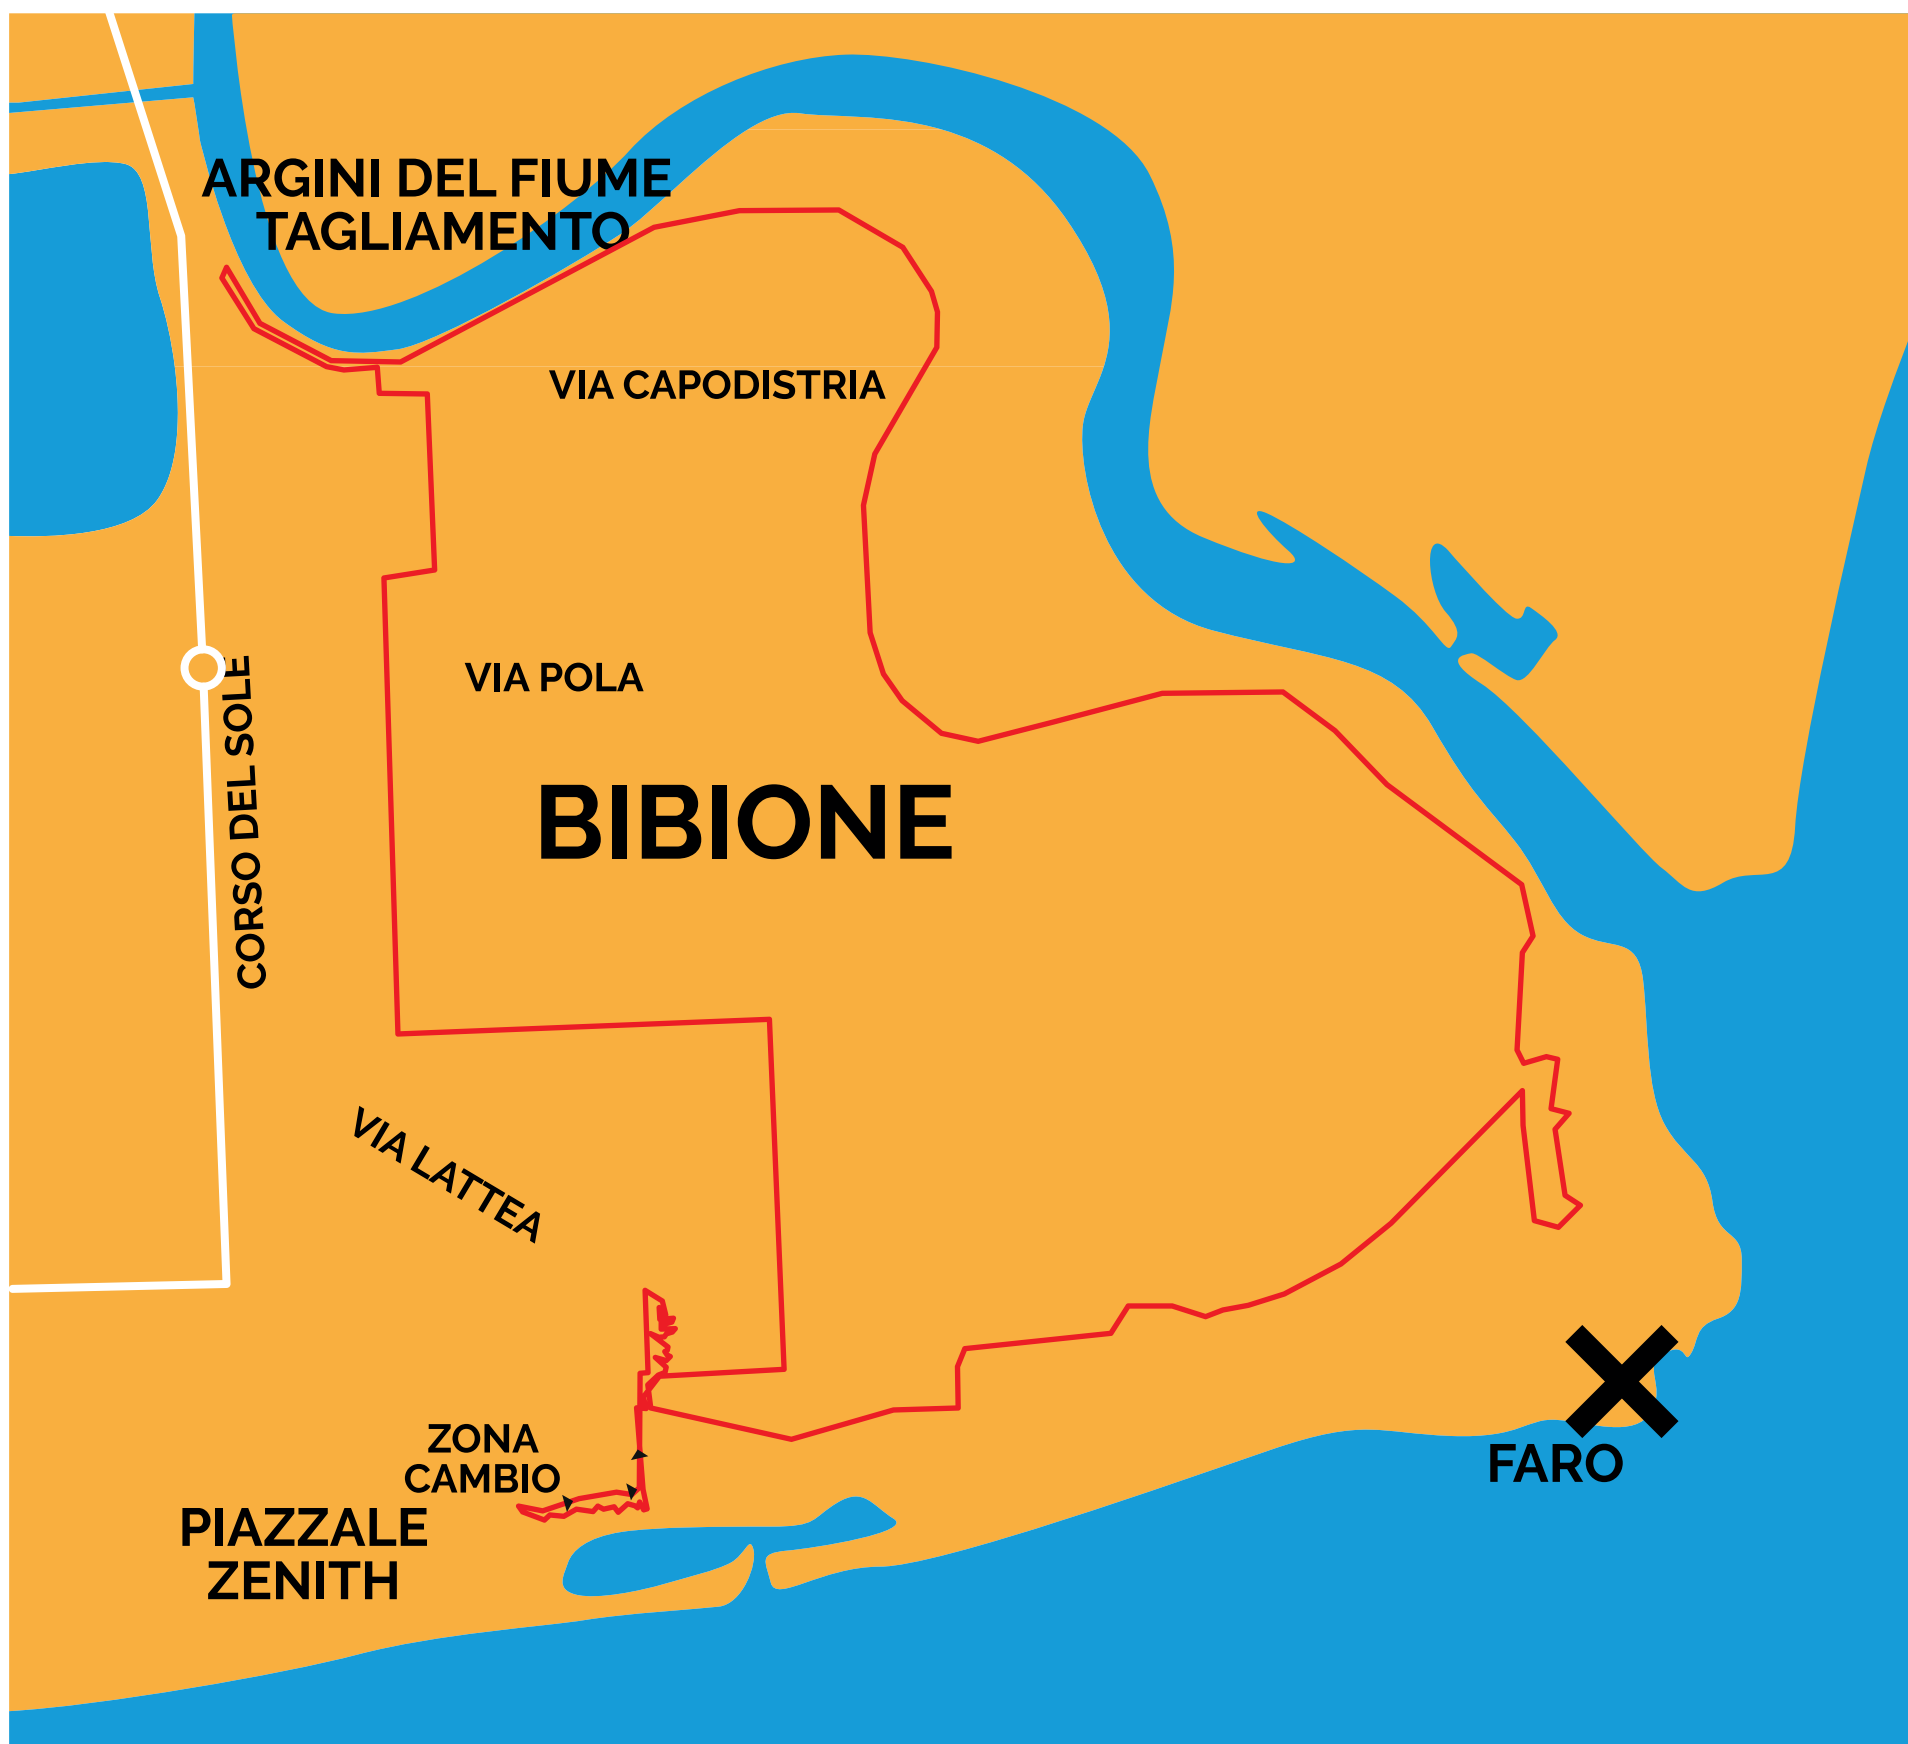 ARGINI DEL FIUME
TAGLIAMENTO
VIA CAPODISTRIA
CORSO DEL SOLE
VIA POLA
BIBIONE
VIA LATTEA
ZONA
CAMBIO
PIAZZALE
ZENITH
FARO